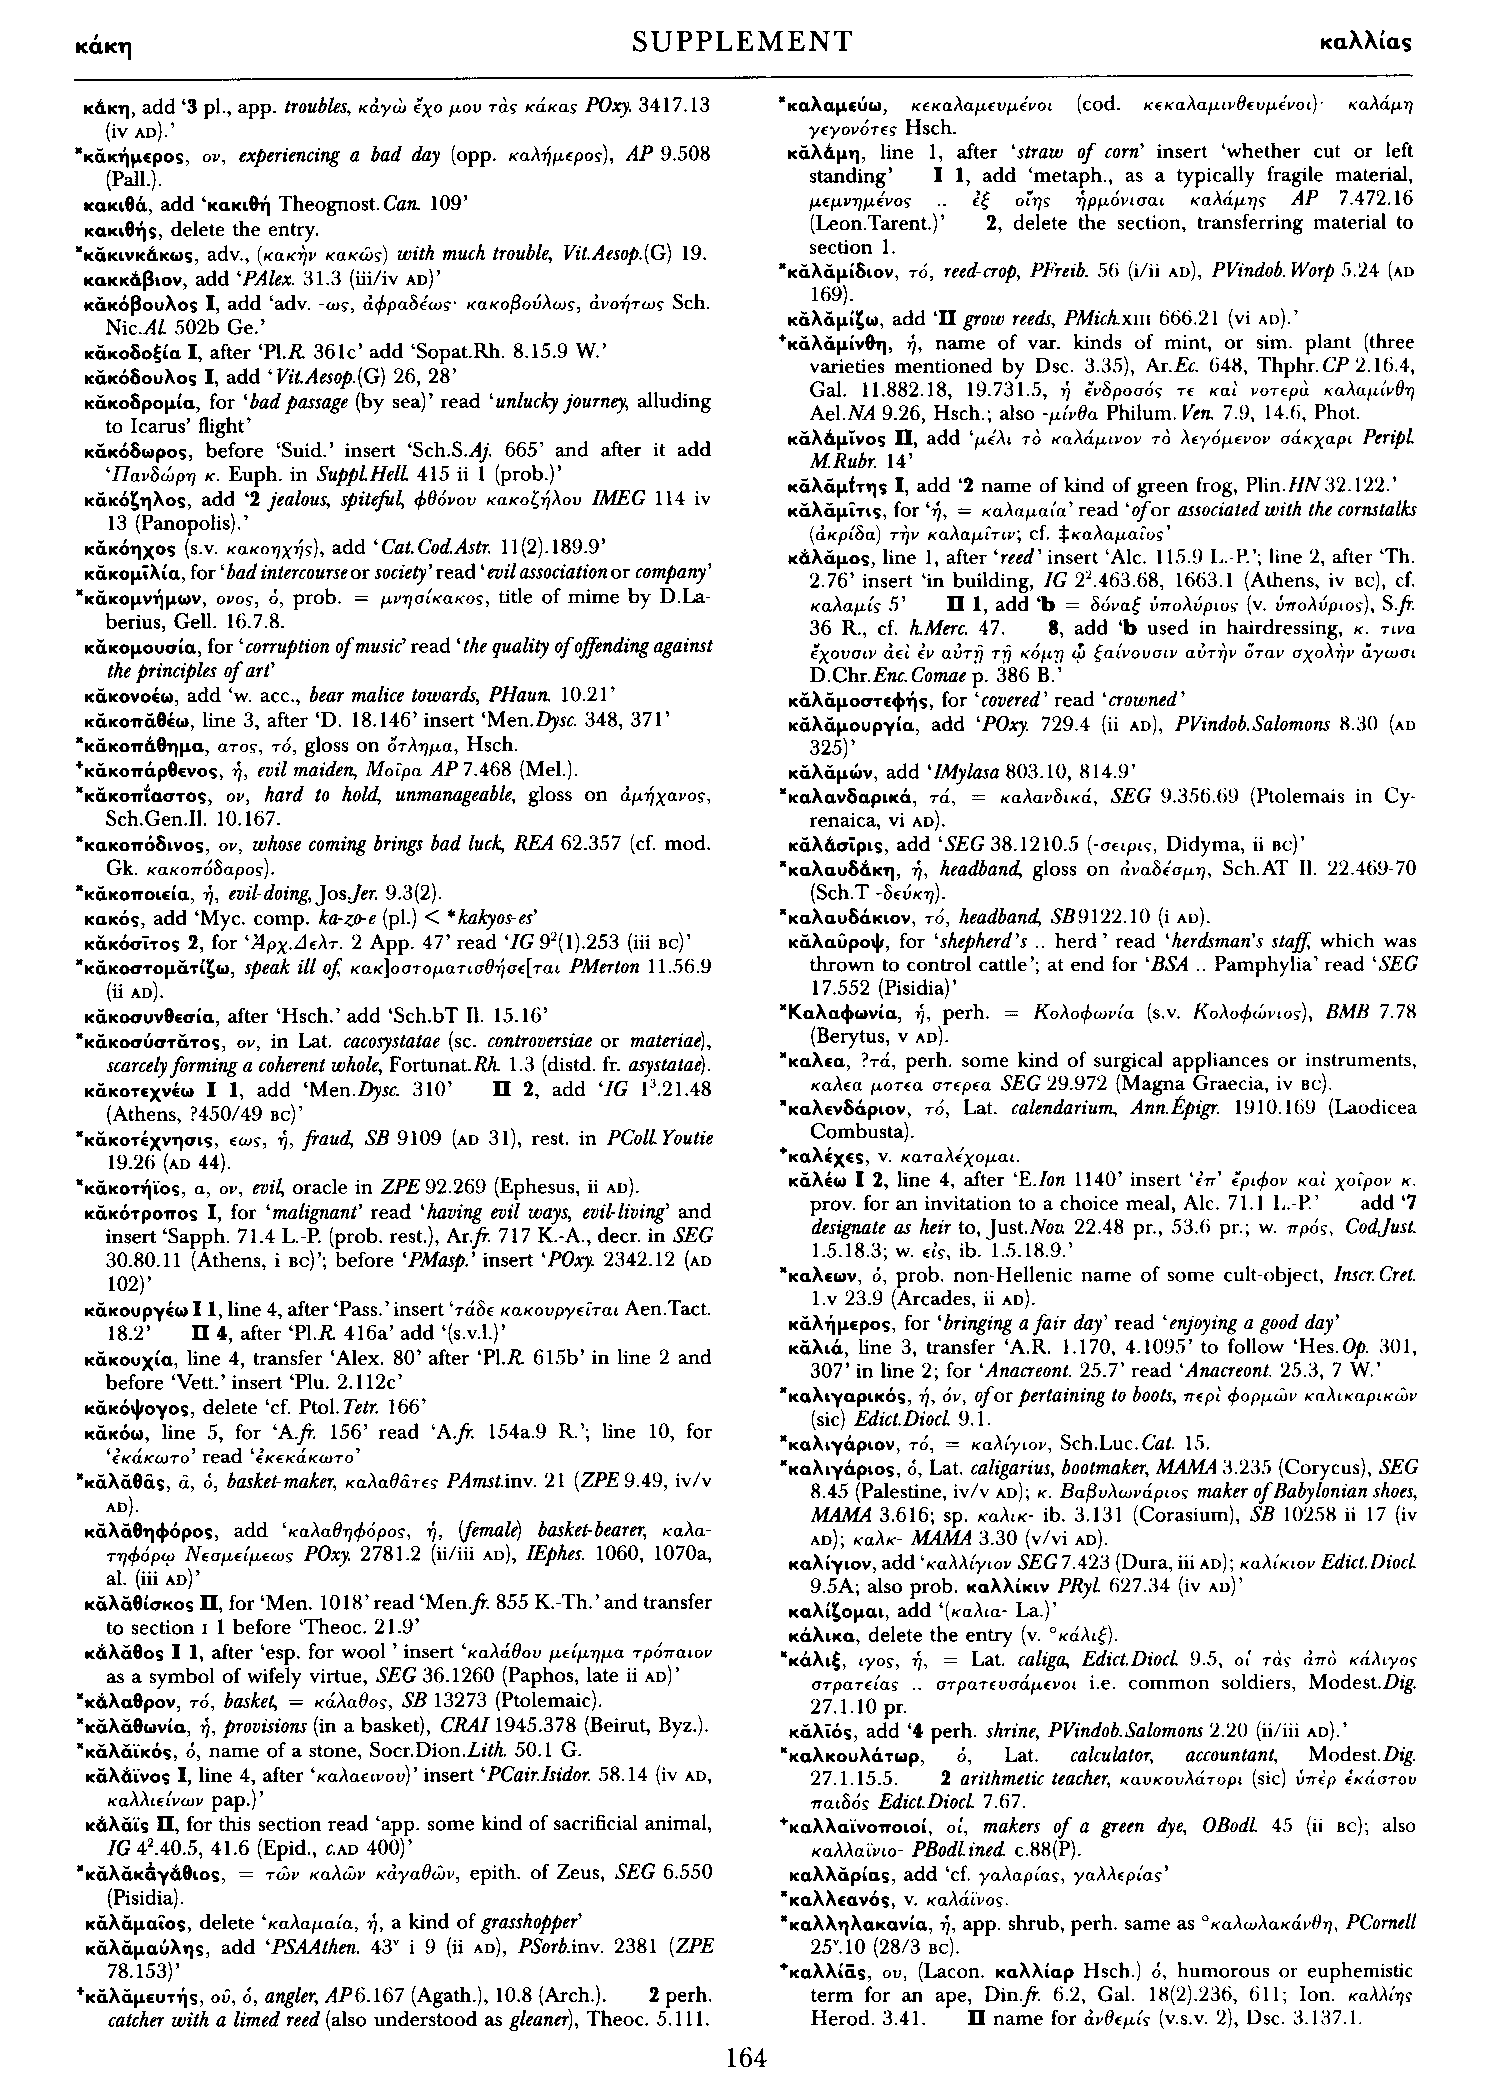 κάκη
SUPPLEMENT
καλλίας
κάκη, add ‘3 pl., app. troubles, κἀγὼ ἔχο μου τὰς κάκας POxy. 3417.13
(iv AD).’
*κᾰκήμερος, ον, experiencing a bad day (opp. καλήμερος), AP 9.508
(Pall.).
κακιθά, add ‘κακιθή Theognost.Can. 109’
κακιθής, delete the entry.
*κᾰκινκάκως, adv., (κακὴν κακῶς) with much trouble, Vit.Aesop.(G) 19.
κακκάβιον, add ‘PAlex. 31.3 (iii/iv AD)’
κᾰκόβουλος I, add ‘adv. -ως, ἀφραδέως· κακοβούλως, ἀνοήτως Sch.
Nic.Al. 502b Ge.’
κᾰκοδοξία I, after ‘Pl.R. 361c’ add ‘Sopat.Rh. 8.15.9 W.’
κᾰκόδουλος I, add ‘Vit.Aesop.(G) 26, 28’
κᾰκοδρομία, for ‘bad passage (by sea)’ read ‘unlucky journey, alluding
to Icarus’ flight’
κᾰκόδωρος, before ‘Suid.’ insert ‘Sch.S.Aj. 665’ and after it add
‘Πανδώρη κ. Euph. in Suppl.Hell. 415 ii 1 (prob.)’
κᾰκόζηλος, add ‘2 jealous, spiteful, φθόνου κακοζήλου IMEG 114 iv
13 (Panopolis).’
κᾰκόηχος (s.v. κακοηχής), add ‘Cat.Cod.Astr. 11(2).189.9’
κᾰκομῑλία, for ‘bad intercourse or society’ read ‘evil association or company’
*κᾰκομνήμων, ονος, ὁ, prob. = μνησίκακος, title of mime by D.La-
berius, Gell. 16.7.8.
κᾰκομουσία, for ‘corruption of music’ read ‘the quality of offending against
the principles of art’
κᾰκονοέω, add ‘w. acc., bear malice towards, PHaun. 10.21’
κᾰκοπᾰθέω, line 3, after ‘D. 18.146’ insert ‘Men.Dysc. 348, 371’
*κᾰκοπάθημα, ατος, τό, gloss on ὄτλημα, Hsch.
⁺κᾰκοπάρθενος, ἡ, evil maiden, Μοῖρα AP 7.468 (Mel.).
*κᾰκοπίαστος, ον, hard to hold, unmanageable, gloss on ἀμήχανος,
Sch.Gen.Il. 10.167.
*κακοπόδινος, ον, whose coming brings bad luck, REA 62.357 (cf. mod.
Gk. κακοπόδαρος).
*κᾰκοποιεία, ἡ, evil-doing, Jos.Jer. 9.3(2).
κακός, add ‘Myc. comp. ka-zo-e (pl.) < *kakyos-es’
κᾰκόσῑτος 2, for ‘Ἀρχ.Δελτ. 2 App. 47’ read ‘IG 9²(1).253 (iii BC)’
*κᾰκοστομᾰτίζω, speak ill of, κακ]οστοματισθήσε[ται PMerton 11.56.9
(ii AD).
κᾰκοσυνθεσία, after ‘Hsch.’ add ‘Sch.bT Il. 15.16’
*κᾰκοσύστᾰτος, ον, in Lat. cacosystatae (sc. controversiae or materiae),
scarcely forming a coherent whole, Fortunat.Rh. 1.3 (distd. fr. asystatae).
κᾰκοτεχνέω I 1, add ‘Men.Dysc. 310’ II 2, add ‘IG 1³.21.48
(Athens, ?450/49 BC)’
*κᾰκοτέχνησις, εως, ἡ, fraud, SB 9109 (AD 31), rest. in PColl.Youtie
19.26 (AD 44).
*κᾰκοτήϊος, α, ον, evil, oracle in ZPE 92.269 (Ephesus, ii AD).
κᾰκότροπος I, for ‘malignant’ read ‘having evil ways, evil-living’ and
insert ‘Sapph. 71.4 L.-P. (prob. rest.), Ar.fr. 717 K.-A., decr. in SEG
30.80.11 (Athens, i BC)’; before ‘PMasp.’ insert ‘POxy. 2342.12 (AD
102)’
κᾰκουργέω I 1, line 4, after ‘Pass.’ insert ‘τάδε κακουργεῖται Aen.Tact.
18.2’ II 4, after ‘Pl.R. 416a’ add ‘(s.v.l.)’
κᾰκουχία, line 4, transfer ‘Alex. 80’ after ‘Pl.R. 615b’ in line 2 and
before ‘Vett.’ insert ‘Plu. 2.112c’
κᾰκόψογος, delete ‘cf. Ptol.Tetr. 166’
κᾰκόω, line 5, for ‘A.fr. 156’ read ‘A.fr. 154a.9 R.’; line 10, for
‘ἐκάκωτο’ read ‘ἐκεκάκωτο’
*κᾰλᾰθᾶς, ᾶ, ὁ, basket-maker, καλαθᾶτες PAmst.inv. 21 (ZPE 9.49, iv/v
AD).
κᾰλᾰθηφόρος, add ‘καλαθηφόρος, ἡ, (female) basket-bearer, καλα-
τηφόρῳ Νεσμείμεως POxy. 2781.2 (ii/iii AD), IEphes. 1060, 1070a,
al. (iii AD)’
κᾰλᾰθίσκος II, for ‘Men. 1018’ read ‘Men.fr. 855 K.-Th.’ and transfer
to section I 1 before ‘Theoc. 21.9’
κάλᾰθος I 1, after ‘esp. for wool’ insert ‘καλάθου μείμημα τρόπαιον
as a symbol of wifely virtue, SEG 36.1260 (Paphos, late ii AD)’
*κάλαθρον, τό, basket, = κάλαθος, SB 13273 (Ptolemaic).
*κᾰλᾰθωνία, ἡ, provisions (in a basket), CRAI 1945.378 (Beirut, Byz.).
*κᾰλᾰϊκός, ὁ, name of a stone, Socr.Dion.Lith. 50.1 G.
κᾰλάϊνος I, line 4, after ‘καλαεινου)’ insert ‘PCair.Isidor. 58.14 (iv AD,
καλλιείνων pap.)’
κάλᾰϊς II, for this section read ‘app. some kind of sacrificial animal,
IG 4².40.5, 41.6 (Epid., c.AD 400)’
*κᾰλᾰκἀγάθιος, = τῶν καλῶν κἀγαθῶν, epith. of Zeus, SEG 6.550
(Pisidia).
κᾰλᾰμαῖος, delete ‘καλαμαία, ἡ, a kind of grasshopper’
κᾰλᾰμαύλης, add ‘PSAAthen. 43ᵛ i 9 (ii AD), PSorb.inv. 2381 (ZPE
78.153)’
⁺κᾰλᾰμευτής, οῦ, ὁ, angler, AP 6.167 (Agath.), 10.8 (Arch.). 2 perh.
catcher with a limed reed (also understood as gleaner), Theoc. 5.111.
*καλαμεύω, κεκαλαμευμένοι (cod. κεκαλαμινθευμένοι)· καλάμη
γεγονότες Hsch.
κᾰλάμη, line 1, after ‘straw of corn’ insert ‘whether cut or left
standing’ I 1, add ‘metaph., as a typically fragile material,
μεμνημένος .. ἐξ οἵης ἡρμόνισαι καλάμης AP 7.472.16
(Leon.Tarent.)’ 2, delete the section, transferring material to
section 1.
*κᾰλᾰμίδιον, τό, reed-crop, PFreib. 56 (i/ii AD), PVindob.Worp 5.24 (AD
169).
κᾰλᾰμίζω, add ‘II grow reeds, PMich.XIII 666.21 (vi AD).’
⁺κᾰλᾰμίνθη, ἡ, name of var. kinds of mint, or sim. plant (three
varieties mentioned by Dsc. 3.35), Ar.Ec. 648, Thphr.CP 2.16.4,
Gal. 11.882.18, 19.731.5, ἡ ἔνδροσός τε καὶ νοτερὰ καλαμίνθη
Ael.NA 9.26, Hsch.; also -μίνθα Philum.Ven. 7.9, 14.6, Phot.
κᾰλάμῐνος II, add ‘μέλι τὸ καλάμινον τὸ λεγόμενον σάκχαρι Peripl.
M.Rubr. 14’
κᾰλᾰμίτης I, add ‘2 name of kind of green frog, Plin.HN 32.122.’
κᾰλᾰμῖτις, for ‘ἡ, = καλαμαία’ read ‘of or associated with the cornstalks
(ἀκρίδα) τὴν καλαμῖτιν; cf. ‡καλαμαῖος’
κάλᾰμος, line 1, after ‘reed’ insert ‘Alc. 115.9 L.-P.’; line 2, after ‘Th.
2.76’ insert ‘in building, IG 2².463.68, 1663.1 (Athens, iv BC), cf.
καλαμίς 5’ II 1, add ‘b = δόναξ ὑπολύριος (v. ὑπολύριος), S.fr.
36 R., cf. h.Merc. 47. 8, add ‘b used in hairdressing, κ. τινα
ἔχουσιν ἀεὶ ἐν αὐτῇ τῇ κόμῃ ᾧ ξαίνουσιν αὐτὴν ὅταν σχολὴν ἄγωσι
D.Chr.Enc.Comae p. 386 B.’
κᾰλᾰμοστεφής, for ‘covered’ read ‘crowned’
κᾰλᾰμουργία, add ‘POxy. 729.4 (ii AD), PVindob.Salomons 8.30 (AD
325)’
κᾰλᾰμών, add ‘IMylasa 803.10, 814.9’
*καλανδαρικά, τά, = καλανδικά, SEG 9.356.69 (Ptolemais in Cy-
renaica, vi AD).
κᾰλάσῑρις, add ‘SEG 38.1210.5 (-σειρις, Didyma, ii BC)’
*καλαυδάκη, ἡ, headband, gloss on ἀναδέσμη, Sch.AT Il. 22.469-70
(Sch.T -δεύκη).
*καλαυδάκιον, τό, headband, SB 9122.10 (i AD).
κᾰλαῦροψ, for ‘shepherd's .. herd’ read ‘herdsman's staff, which was
thrown to control cattle’; at end for ‘BSA .. Pamphylia’ read ‘SEG
17.552 (Pisidia)’
*Καλαφωνία, ἡ, perh. = Κολοφωνία (s.v. Κολοφώνιος), BMB 7.78
(Berytus, v AD).
*καλεα, ?τά, perh. some kind of surgical appliances or instruments,
καλεα μοτεα στερεα SEG 29.972 (Magna Graecia, iv BC).
*καλενδάριον, τό, Lat. calendarium, Ann.Épigr. 1910.169 (Laodicea
Combusta).
⁺καλέχες, v. καταλέχομαι.
κᾰλέω I 2, line 4, after ‘E.Ion 1140’ insert ‘ἐπ’ ἔριφον καὶ χοῖρον κ.
prov. for an invitation to a choice meal, Alc. 71.1 L.-P.’ add ‘7
designate as heir to, Just.Nov. 22.48 pr., 53.6 pr.; w. πρός, Cod.Just.
1.5.18.3; w. εἰς, ib. 1.5.18.9.’
*καλεων, ὁ, prob. non-Hellenic name of some cult-object, Inscr.Cret.
1.v 23.9 (Arcades, ii AD).
κᾰλήμερος, for ‘bringing a fair day’ read ‘enjoying a good day’
κᾰλιά, line 3, transfer ‘A.R. 1.170, 4.1095’ to follow ‘Hes.Op. 301,
307’ in line 2; for ‘Anacreont. 25.7’ read ‘Anacreont. 25.3, 7 W.’
*καλιγαρικός, ή, όν, of or pertaining to boots, περὶ φορμῶν καλικαρικῶν
(sic) Edict.Diocl. 9.1.
*καλιγάριον, τό, = καλίγιον, Sch.Luc.Cat. 15.
*καλιγάριος, ὁ, Lat. caligarius, bootmaker, MAMA 3.235 (Corycus), SEG
8.45 (Palestine, iv/v AD); κ. Βαβυλωνάριος maker of Babylonian shoes,
MAMA 3.616; sp. καλικ- ib. 3.131 (Corasium), SB 10258 ii 17 (iv
AD); καλκ- MAMA 3.30 (v/vi AD).
καλίγιον, add ‘καλλίγιον SEG 7.423 (Dura, iii AD); καλίκιον Edict.Diocl.
9.5A; also prob. καλλίκιν PRyl. 627.34 (iv AD)’
καλίζομαι, add ‘(καλια- La.)’
κάλικα, delete the entry (v. °κάλιξ).
*κάλιξ, ιγος, ἡ, = Lat. caliga, Edict.Diocl. 9.5, οἱ τὰς ἀπὸ κάλιγος
στρατείας .. στρατευσάμενοι i.e. common soldiers, Modest.Dig.
27.1.10 pr.
κᾰλῑός, add ‘4 perh. shrine, PVindob.Salomons 2.20 (ii/iii AD).’
*καλκουλάτωρ, ὁ, Lat. calculator, accountant, Modest.Dig.
27.1.15.5. 2 arithmetic teacher, καυκουλάτορι (sic) ὑπὲρ ἑκάστου
παιδός Edict.Diocl. 7.67.
⁺καλλαϊνοποιοί, οἱ, makers of a green dye, OBodl. 45 (ii BC); also
καλλαϊνιο- PBodl.ined. c.88(P).
καλλᾰρίας, add ‘cf. γαλαρίας, γαλλερίας’
*καλλεανός, v. καλάϊνος.
*καλληλακανία, ἡ, app. shrub, perh. same as °καλωλακάνθη, PCornell
25ᵛ.10 (28/3 BC).
⁺καλλίᾱς, ου, (Lacon. καλλίαρ Hsch.) ὁ, humorous or euphemistic
term for an ape, Din.fr. 6.2, Gal. 18(2).236, 611; Ion. καλλίης
Herod. 3.41. II name for ἀνθεμίς (v.s.v. 2), Dsc. 3.137.1.
164